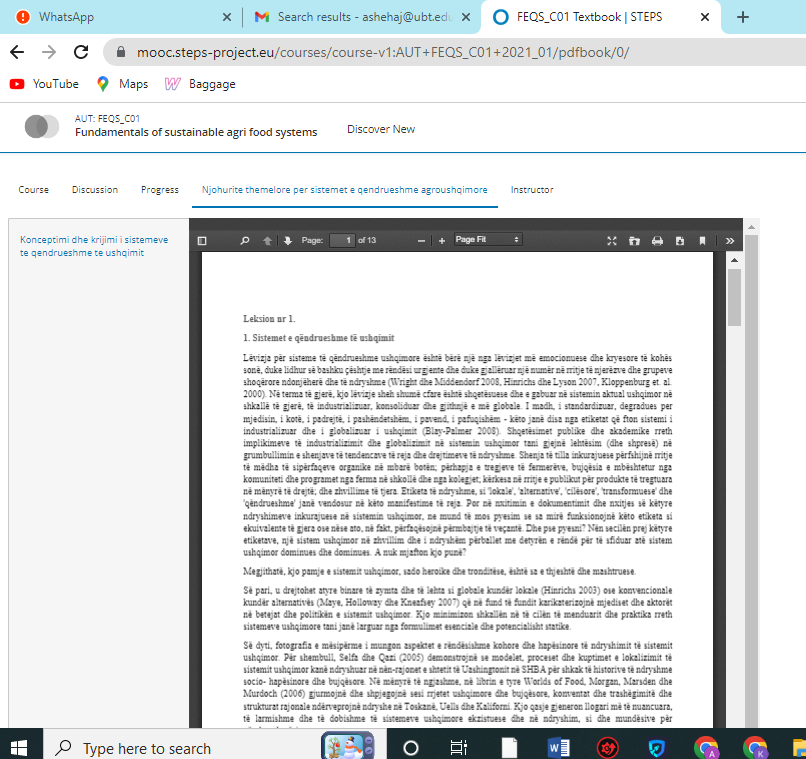 WhatsApp
Search results - ashehaj@ubt.edu
FEQS_C01 Textbook | STEPS
mooc.steps-project.eu/courses/course-v1:AUT+FEQS_C01+2021_01/pdfbook/0/
YouTube Maps Baggage
AUT: FEQS_C01
Fundamentals of sustainable agri food systems
Discover New
Course Discussion Progress Njohurite themelore per sistemet e qendrueshme agroushqimore Instructor
Konceptimi dhe krijimi i sistemeve
te qendrueshme te ushqimit
Page: 1 of 13 Page Fit
Leksion nr 1.
1. Sistemet e qëndrueshme të ushqimit
Lëvizja për sisteme të qëndrueshme ushqimore është bërë një nga lëvizjet më emocionuese dhe kryesore të kohës
sonë, duke lidhur së bashku çështje me rëndësi urgjente dhe duke gjalleruar një numër në rritje të njerëzve dhe grupeve
shoqërore ndonjëherë dhe të ndryshme (Wright dhe Middendorf 2008, Hinrichs dhe Lyson 2007, Kloppenburg et. al.
2000). Në terma të gjerë, kjo lëvizje sheh shumë çfare është shqetësuese dhe e gabuar në sistemin aktual ushqimor në
shkallë të gjerë, të industrializuar, konsoliduar dhe gjithnjë e më globale. I madh, i standardizuar, degradues per
mjedisin, i kotë, i padrejtë, i pashëndetshëm, i pavend, i pafuqishëm - këto janë disa nga etiketat që fton sistemi i
industrializuar dhe i globalizuar i ushqimit (Blay-Palmer 2008). Shqetësimet publike dhe akademike rreth
implikimeve të industrializimit dhe globalizimit në sistemin ushqimor tani gjejnë lehtësim (dhe shpresë) në
grumbullimin e shenjave të tendencave të reja dhe drejtimeve të ndryshme. Shenja të tilla inkurajuese përfshijnë rritje
të mëdha të sipërfaqeve organike në mbarë botën; përhapja e tregjeve të fermerëve, bujqësia e mbështetur nga
komuniteti dhe programet nga ferma në shkollë dhe nga kolegjet; kërkesa në rritje e publikut për produkte të tregtuara
në mënyrë të drejtë; dhe zhvillime të tjera. Etiketa të ndryshme, si 'lokale', 'alternative', 'cilësore', 'transformuese' dhe
'qëndrueshme' janë vendosur në këto manifestime të reja. Por në nxitimin e dokumentimit dhe nxitjes së këtyre
ndryshimeve inkurajuese në sistemin ushqimor, ne mund të mos pyesim se sa mirë funksionojnë këto etiketa si
ekuivalente të gjera ose nëse ato, në fakt, përfaqësojnë përmbajtje të veçantë. Dhe pse pyesni? Nën secilën prej këtyre
etiketave, një sistem ushqimor në zhvillim dhe i ndryshëm përballet me detyrën e rëndë për të sfiduar atë sistem
ushqimor dominues dhe dominues. A nuk mjafton kjo punë?
Megjithatë, kjo pamje e sistemit ushqimor, sado heroike dhe tronditëse, është sa e thjeshtë dhe mashtruese.
Së pari, u drejtohet atyre binare të zymta dhe të lehta si globale kundër lokale (Hinrichs 2003) ose konvencionale
kundër alternativës (Maye, Holloway dhe Kneafsey 2007) që në fund të fundit karikaterizojnë mjediset dhe aktorët
në betejat dhe politikën e sistemit ushqimor. Kjo minimizon shkallën në të cilën të menduarit dhe praktika rreth
sistemeve ushqimore tani janë larguar nga formulimet esenciale dhe potencialisht statike.
Së dyti, fotografia e mësipërme i mungon aspektet e rëndësishme kohore dhe hapësinore të ndryshimit të sistemit
ushqimor. Për shembull, Selfa dhe Qazi (2005) demonstrojnë se modelet, proceset dhe kuptimet e lokalizimit të
sistemit ushqimor kanë ndryshuar në nën-rajonet e shtetit të Uashingtonit në SHBA për shkak të historive të ndryshme
socio- hapësinore dhe bujqësore. Në mënyrë të ngjashme, në librin e tyre Worlds of Food, Morgan, Marsden dhe
Murdoch (2006) gjurmojnë dhe shpjegojnë sesi rrjetet ushqimore dhe bujqësore, konventat dhe trashëgimitë dhe
strukturat rajonale ndërveprojnë ndryshe në Toskanë, Uells dhe Kaliforni. Kjo qasje gjeneron llogari më të nuancuara,
të larmishme dhe të dobishme të sistemeve ushqimore ekzistuese dhe në ndryshim, si dhe mundësive për
Type here to search